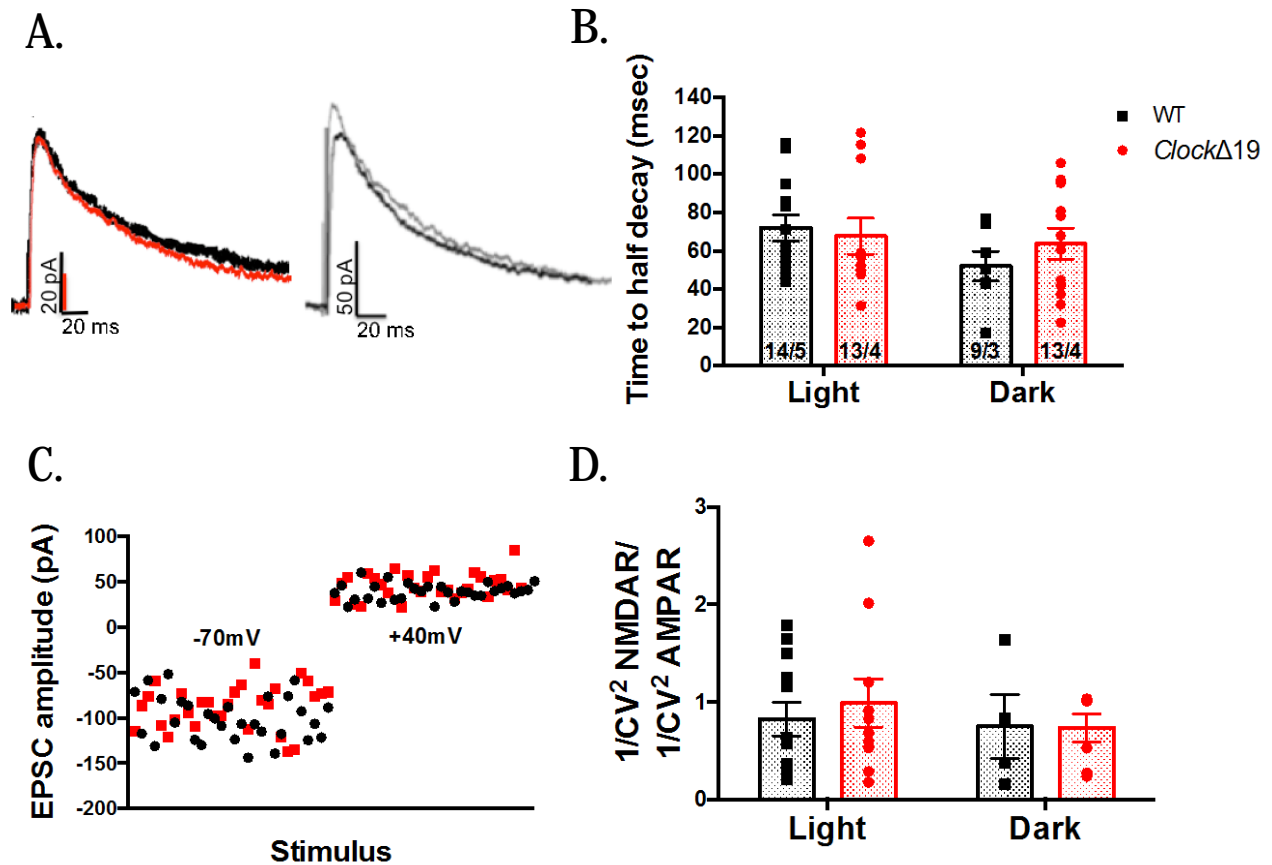 A.
20 pA
20 ms
50 pA
20 ms
B.
Time to half decay (msec)
140
120
100
80
60
40
20
0
14/5
13/4
9/3
13/4
Light
Dark
WT
ClockΔ19
C.
EPSC amplitude (pA)
100
50
0
-50
-100
-150
-200
-70mV
+40mV
Stimulus
D.
1/CV² NMDAR/
1/CV² AMPAR
3
2
1
0
Light
Dark